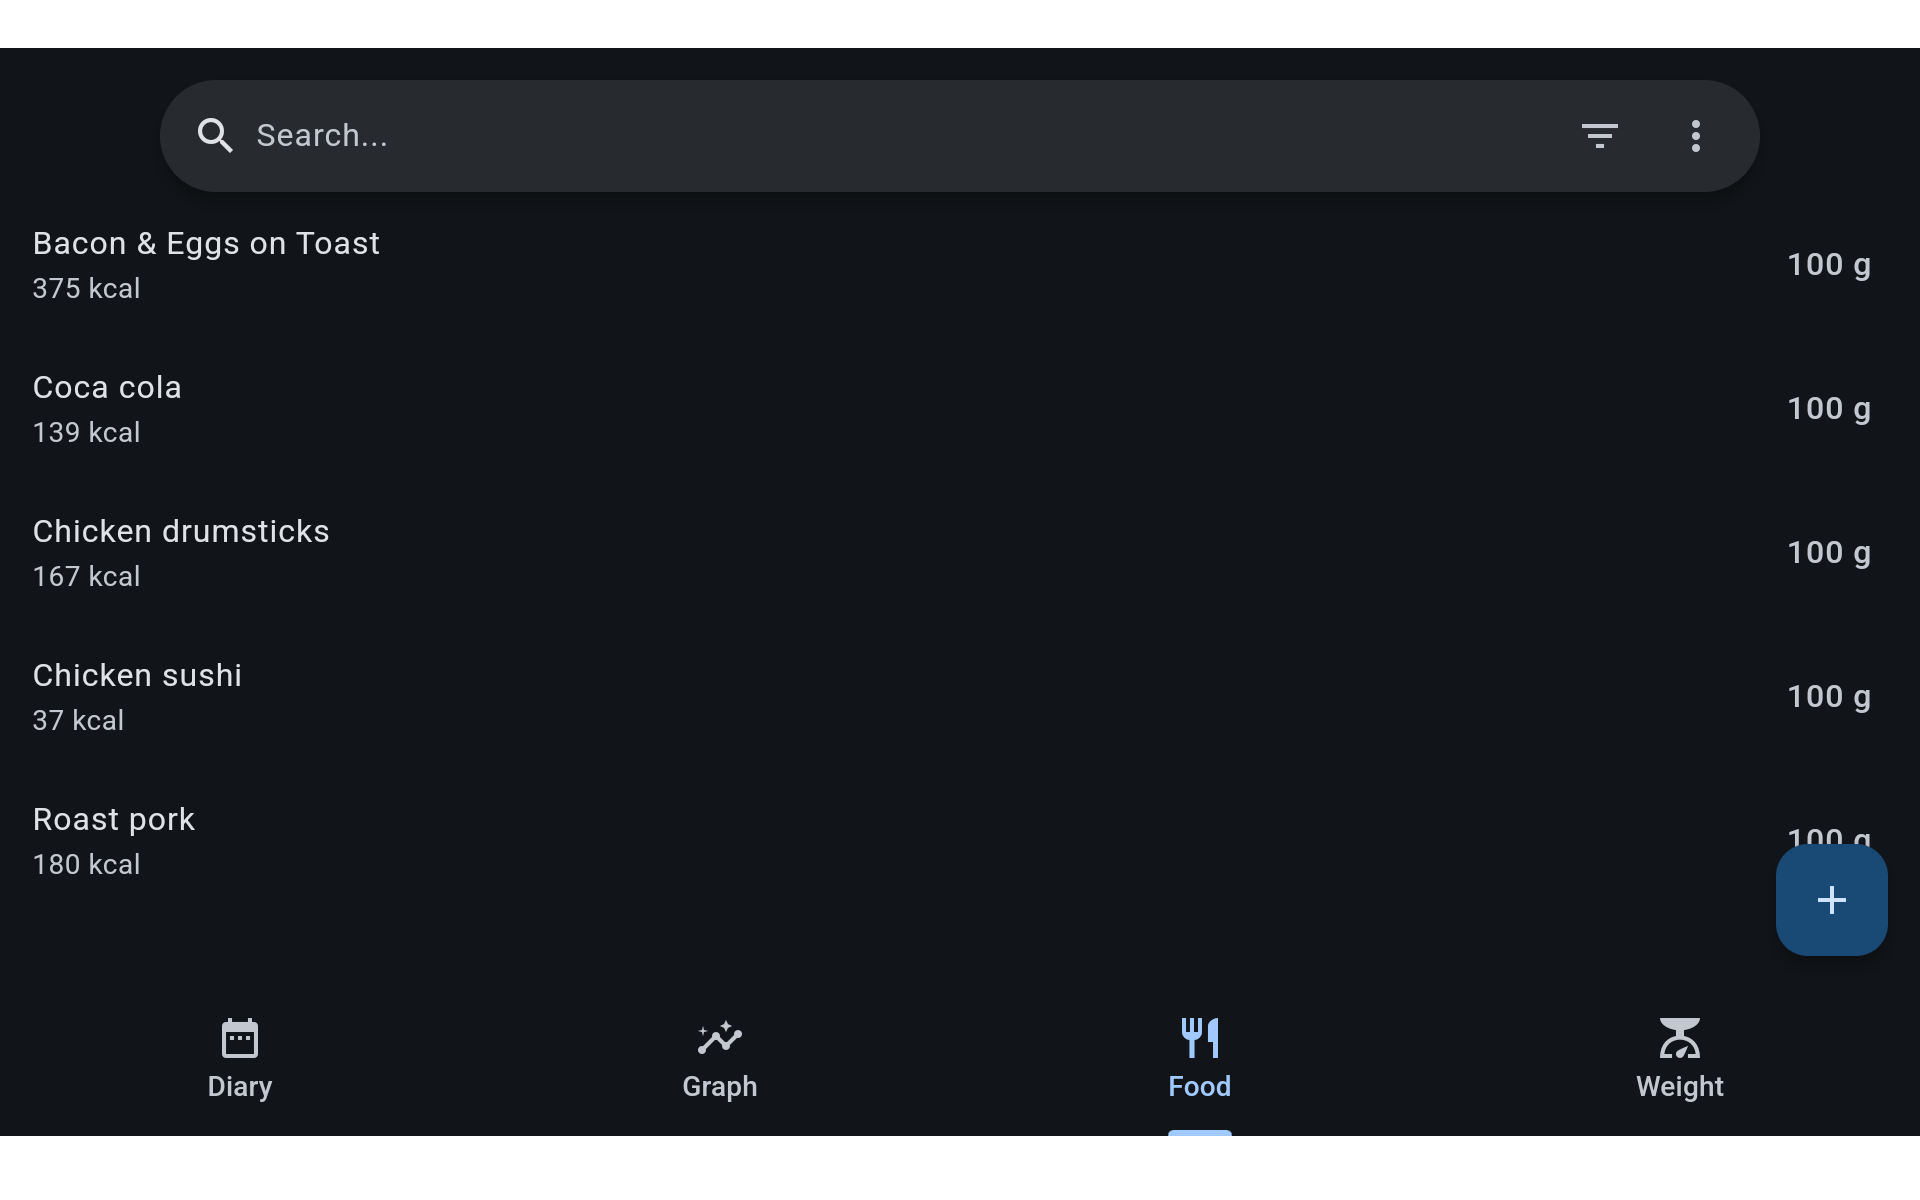 Search...
Bacon & Eggs on Toast
375 kcal
100 g
Coca cola
139 kcal
100 g
Chicken drumsticks
167 kcal
100 g
Chicken sushi
37 kcal
100 g
Roast pork
180 kcal
100 g
Diary
Graph
Food
Weight